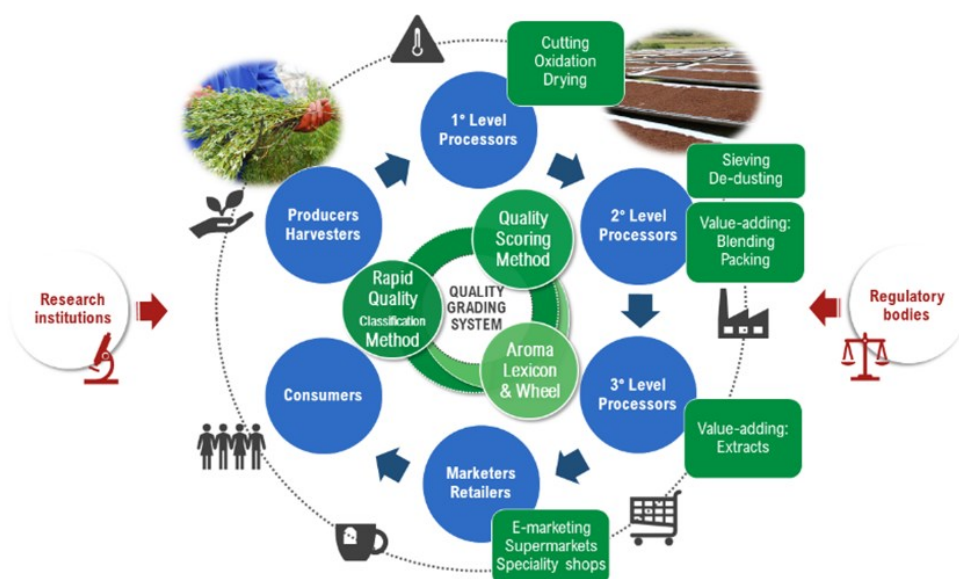 Cutting
Oxidation
Drying
1° Level
Processors
Sieving
De-dusting
Producers
Harvesters
Quality
Scoring
Method
2° Level
Processors
Value-adding:
Blending
Packing
Research
institutions
Rapid
Quality
Classification
Method
QUALITY
GRADING
SYSTEM
Regulatory
bodies
Aroma
Lexicon
& Wheel
Consumers
3° Level
Processors
Value-adding:
Extracts
Marketers
Retailers
E-marketing
Supermarkets
Speciality shops